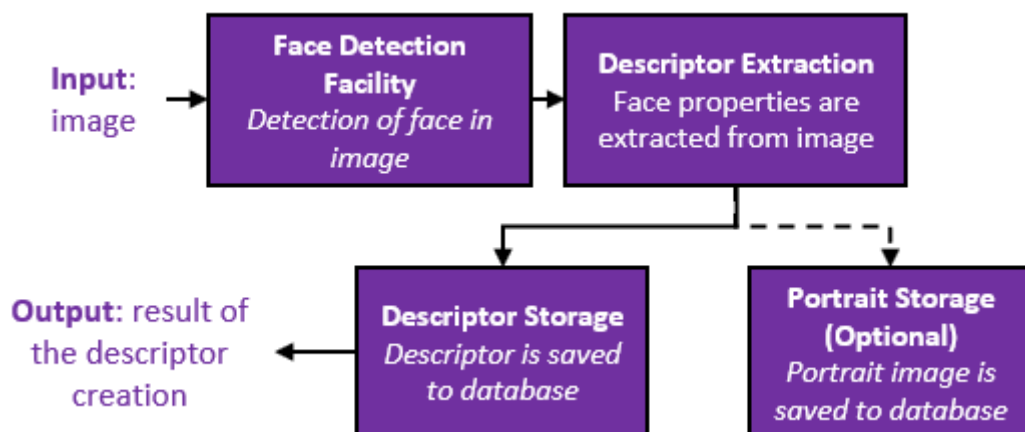 Input:
image
Face Detection
Facility
Detection of face in
image
Descriptor Extraction
Face properties are
extracted from image
Output: result of
the descriptor
creation
Descriptor Storage
Descriptor is saved
to database
Portrait Storage
(Optional)
Portrait image is
saved to database